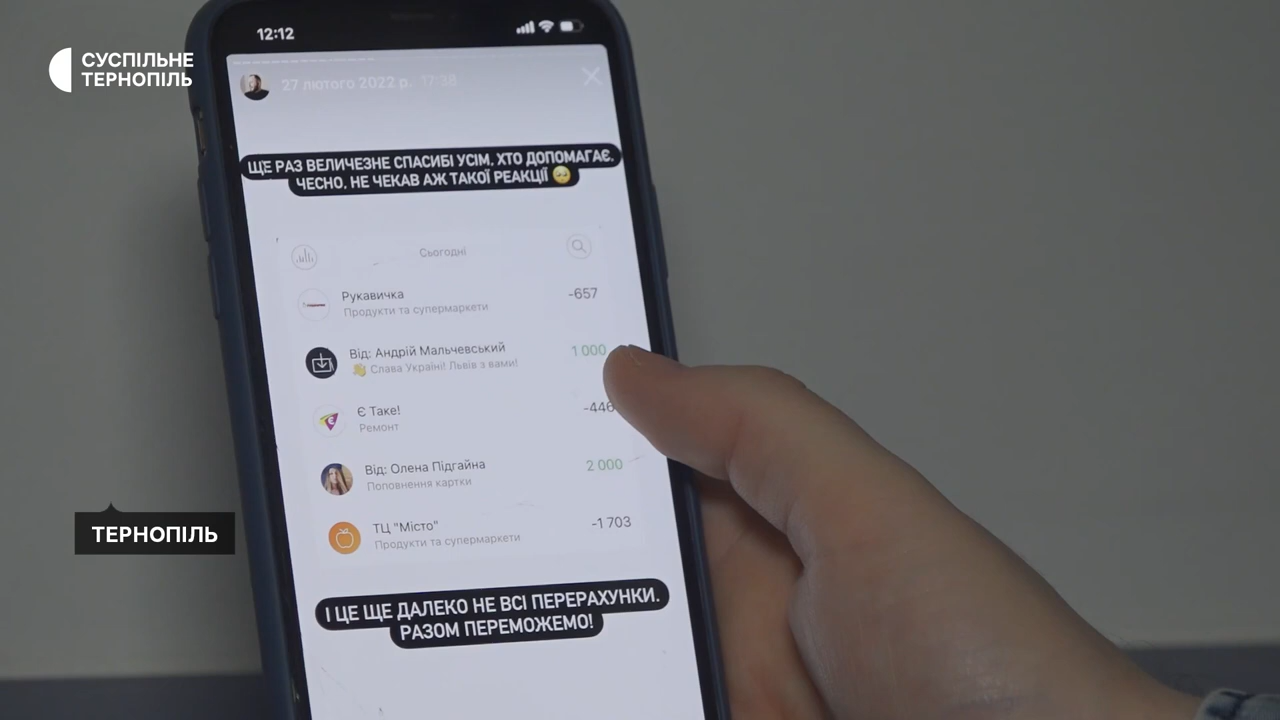 СУСПІЛЬНЕ
ТЕРНОПІЛЬ
12:12
27 лютого 2022 р. 17:38
ЩЕ РАЗ ВЕЛИЧЕЗНЕ СПАСИБІ УСІМ, ХТО ДОПОМАГАЄ.
ЧЕСНО, НЕ ЧЕКАВ АЖ ТАКОЇ РЕАКЦІЇ 🥺
Сьогодні
Рукавичка -657
Продукти та супермаркети
Від: Андрій Мальчевський 1 000
👋 Слава Україні! Львів з вами!
Є Таке! -446
Ремонт
Від: Олена Підгайна 2 000
Поповнення картки
ТЦ "Місто" -1 703
Продукти та супермаркети
І ЦЕ ЩЕ ДАЛЕКО НЕ ВСІ ПЕРЕРАХУНКИ.
РАЗОМ ПЕРЕМОЖЕМО!
ТЕРНОПІЛЬ